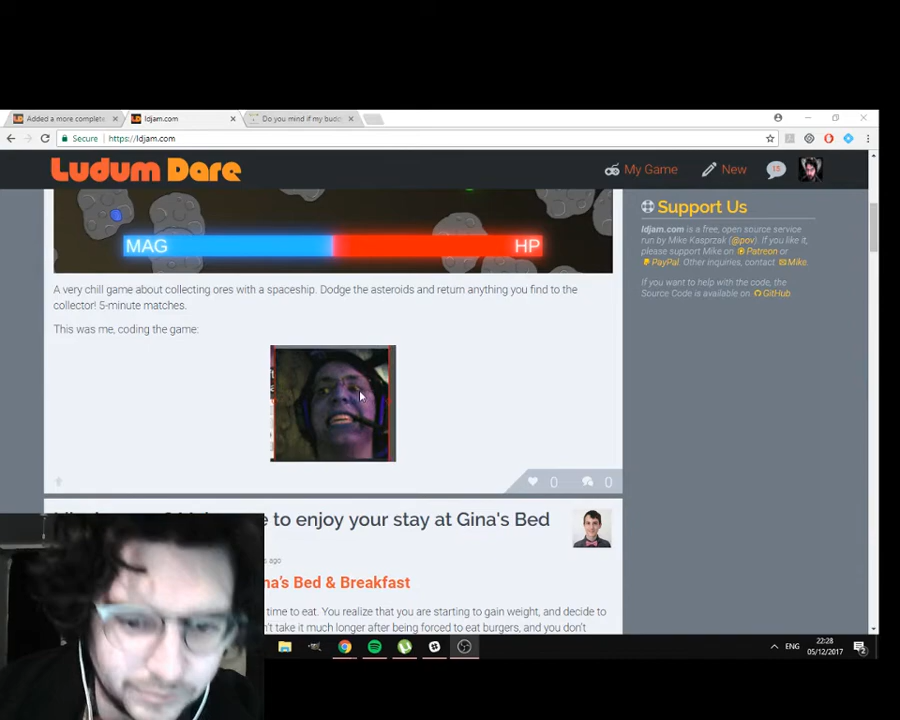 Added a more complete
ldjam.com
Do you mind if my budg
Secure
https://ldjam.com
Ludum Dare
My Game
New
15
MAG
HP
Support Us
ldjam.com is a free, open source service
run by Mike Kasprzak (@pov). If you like it,
please support Mike on Patreon or
PayPal. Other inquiries, contact Mike.
If you want to help with the code, the
Source Code is available on GitHub.
A very chill game about collecting ores with a spaceship. Dodge the asteroids and return anything you find to the
collector! 5-minute matches.
This was me, coding the game:
0
0
to enjoy your stay at Gina's Bed
s ago
na's Bed & Breakfast
time to eat. You realize that you are starting to gain weight, and decide to
't take it much longer after being forced to eat burgers, and you don't
ENG
22:28
05/12/2017
2